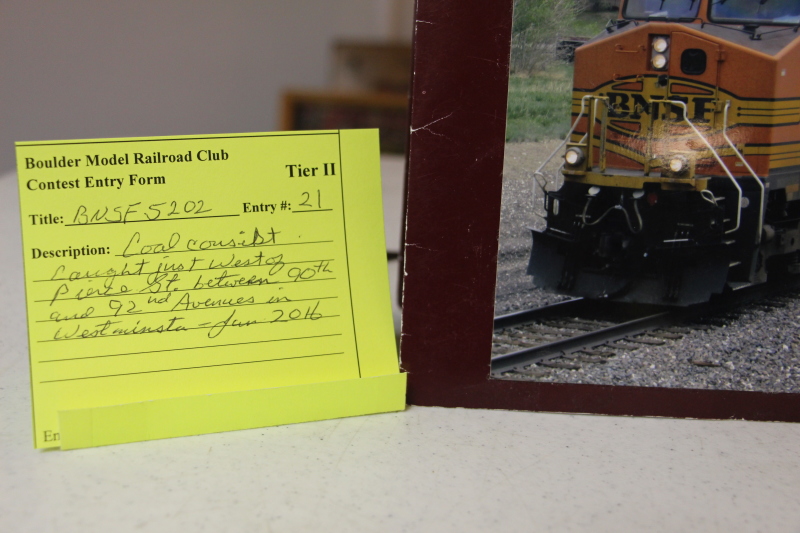 Boulder Model Railroad Club
Contest Entry Form Tier II
Title: BNSF 5202 Entry #: 21
Description: Coal consist.
Caught just West of
Pierce St. between 90th
and 92nd Avenues in
Westminster - Jun 2016
En
BNSF